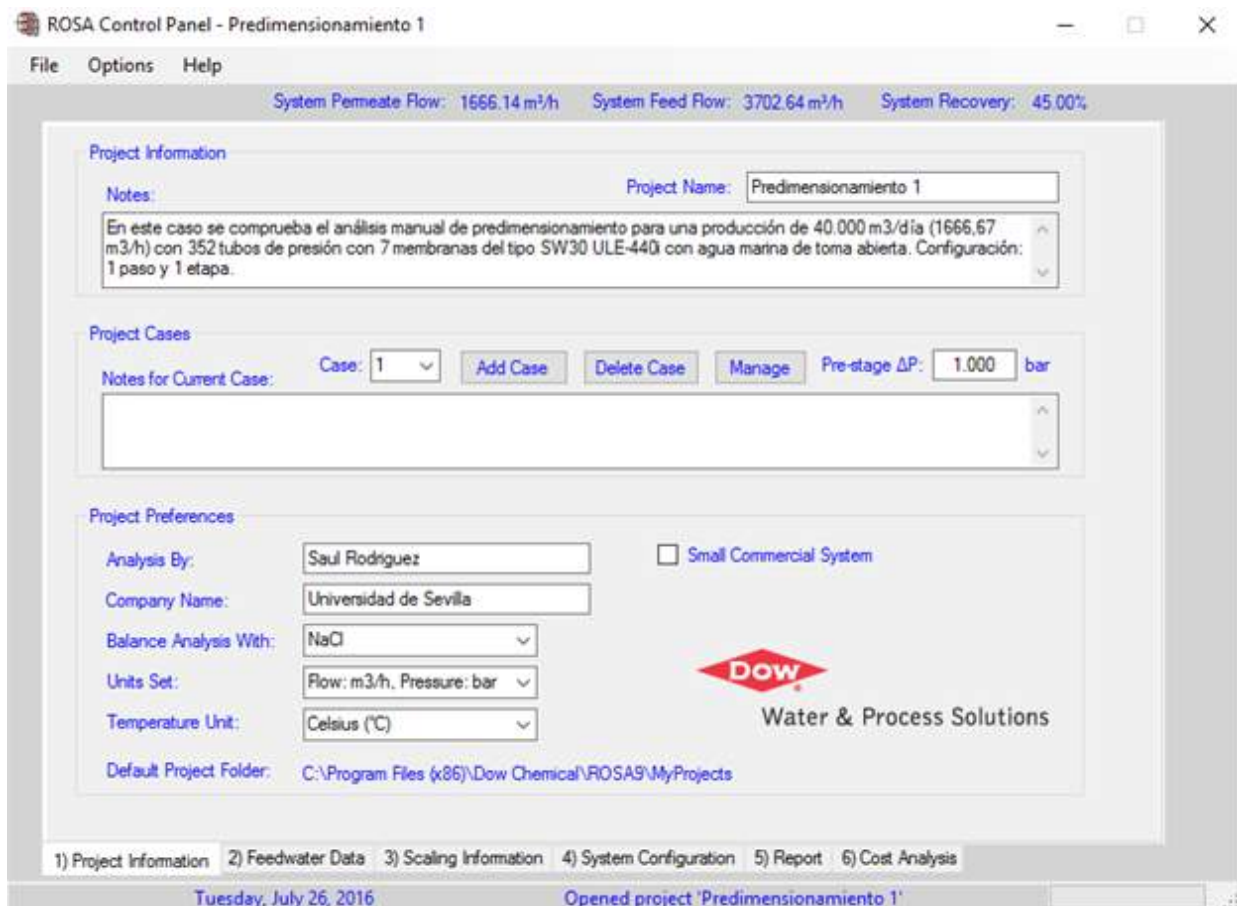 ROSA Control Panel - Predimensionamiento 1
File Options Help
System Permeate Flow: 1666.14 m³/h System Feed Flow: 3702.64 m³/h System Recovery: 45.00%
Project Information
Notes: Project Name: Predimensionamiento 1
En este caso se comprueba el análisis manual de predimensionamiento para una producción de 40.000 m3/día (1666,67
m3/h) con 352 tubos de presión con 7 membranas del tipo SW30 ULE-440i con agua marina de toma abierta. Configuración:
1 paso y 1 etapa.
Project Cases
Notes for Current Case: Case: 1 Add Case Delete Case Manage Pre-stage ΔP: 1.000 bar
Project Preferences
Analysis By: Saul Rodriguez Small Commercial System
Company Name: Universidad de Sevilla
Balance Analysis With: NaCl
Units Set: Flow: m3/h, Pressure: bar
DOW
Temperature Unit: Celsius (°C)
Water & Process Solutions
Default Project Folder: C:\Program Files (x86)\Dow Chemical\ROSA9\MyProjects
1) Project Information 2) Feedwater Data 3) Scaling Information 4) System Configuration 5) Report 6) Cost Analysis
Tuesday, July 26, 2016 Opened project 'Predimensionamiento 1'